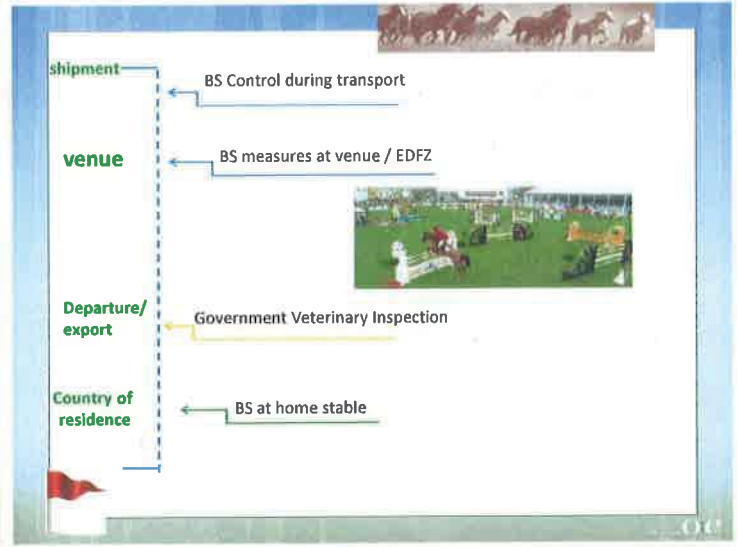 shipment
BS Control during transport
venue
BS measures at venue / EDFZ
Departure/
export
Government Veterinary Inspection
Country of
residence
BS at home stable